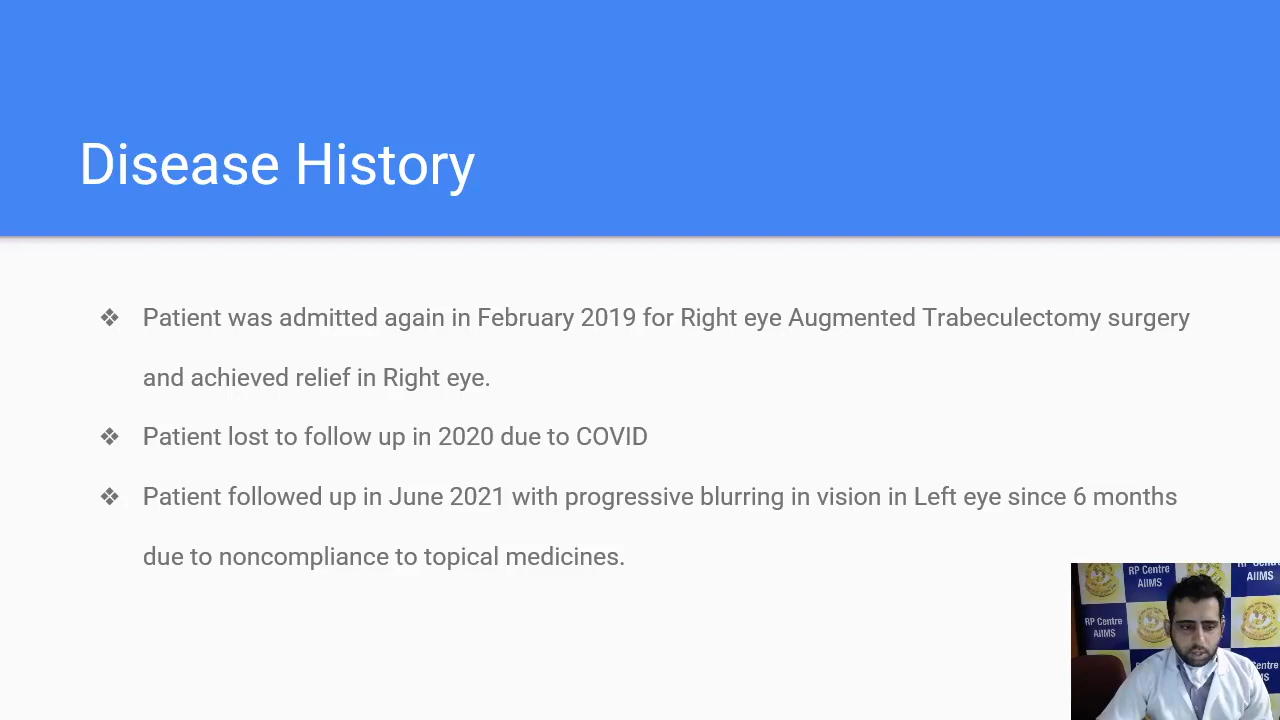 Disease History
❖ Patient was admitted again in February 2019 for Right eye Augmented Trabeculectomy surgery
and achieved relief in Right eye.
❖ Patient lost to follow up in 2020 due to COVID
❖ Patient followed up in June 2021 with progressive blurring in vision in Left eye since 6 months
due to noncompliance to topical medicines.
RP Centre
AIIMS
RP Centre
AIIMS
RP Centre
AIIMS